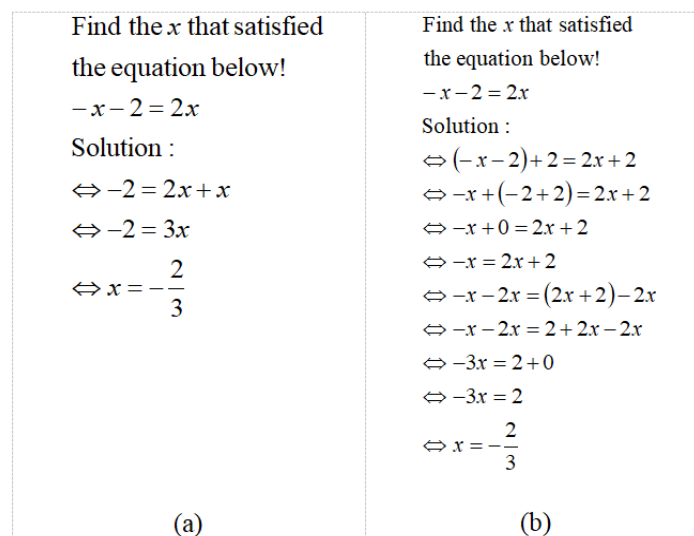 Find the x that satisfied
the equation below!
−x−2=2x
Solution :
⇔ −2=2x+x
⇔ −2=3x
⇔ x=−2/3
(a)
Find the x that satisfied
the equation below!
−x−2=2x
Solution :
⇔ (−x−2)+2=2x+2
⇔ −x+(−2+2)=2x+2
⇔ −x+0=2x+2
⇔ −x=2x+2
⇔ −x−2x=(2x+2)−2x
⇔ −x−2x=2+2x−2x
⇔ −3x=2+0
⇔ −3x=2
⇔ x=−2/3
(b)